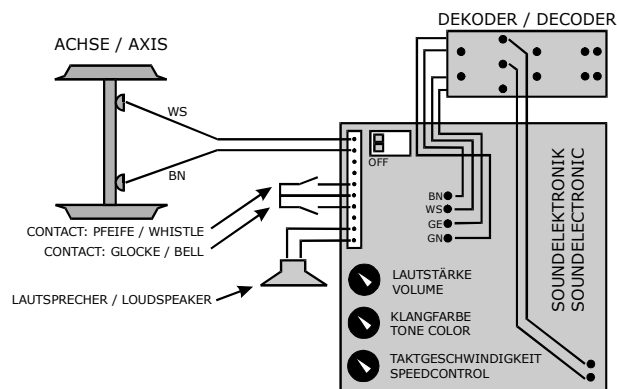 DEKODER / DECODER
ACHSE / AXIS
WS
BN
OFF
CONTACT: PFEIFE / WHISTLE
CONTACT: GLOCKE / BELL
LAUTSPRECHER / LOUDSPEAKER
BN
WS
GE
GN
LAUTSTÄRKE
VOLUME
KLANGFARBE
TONE COLOR
TAKTGESCHWINDIGKEIT
SPEEDCONTROL
SOUNDELEKTRONIK
SOUNDELECTRONIC